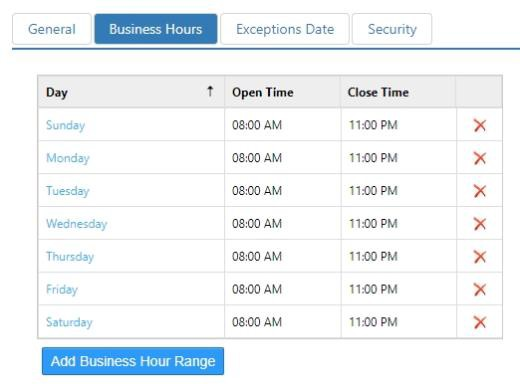 General Business Hours Exceptions Date Security
Day ↑ Open Time Close Time
Sunday 08:00 AM 11:00 PM
Monday 08:00 AM 11:00 PM
Tuesday 08:00 AM 11:00 PM
Wednesday 08:00 AM 11:00 PM
Thursday 08:00 AM 11:00 PM
Friday 08:00 AM 11:00 PM
Saturday 08:00 AM 11:00 PM
Add Business Hour Range